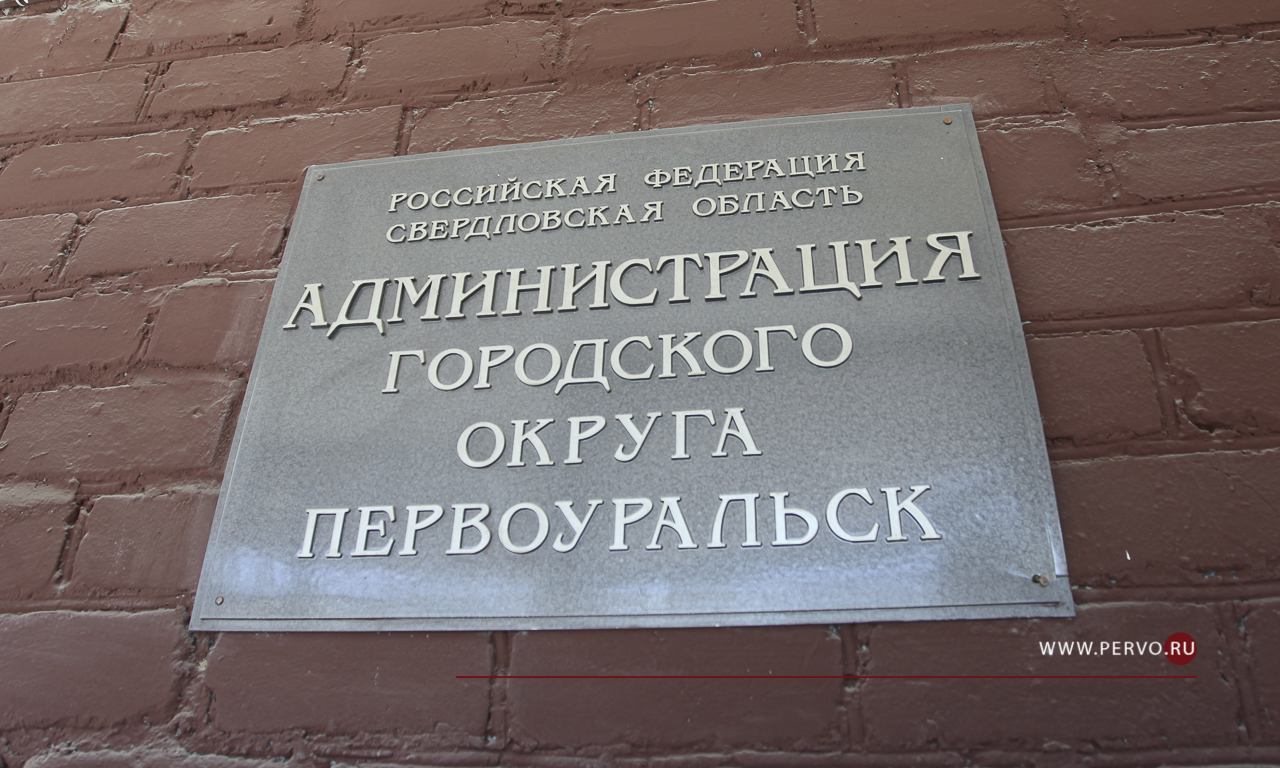 РОССИЙСКАЯ ФЕДЕРАЦИЯ
СВЕРДЛОВСКАЯ ОБЛАСТЬ
АДМИНИСТРАЦИЯ
ГОРОДСКОГО
ОКРУГА
ПЕРВОУРАЛЬСК
WWW.PERVO.RU